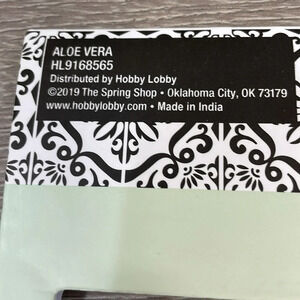 ALOE VERA
HL9168565
Distributed by Hobby Lobby
©2019 The Spring Shop • Oklahoma City, OK 73179
www.hobbylobby.com • Made in India